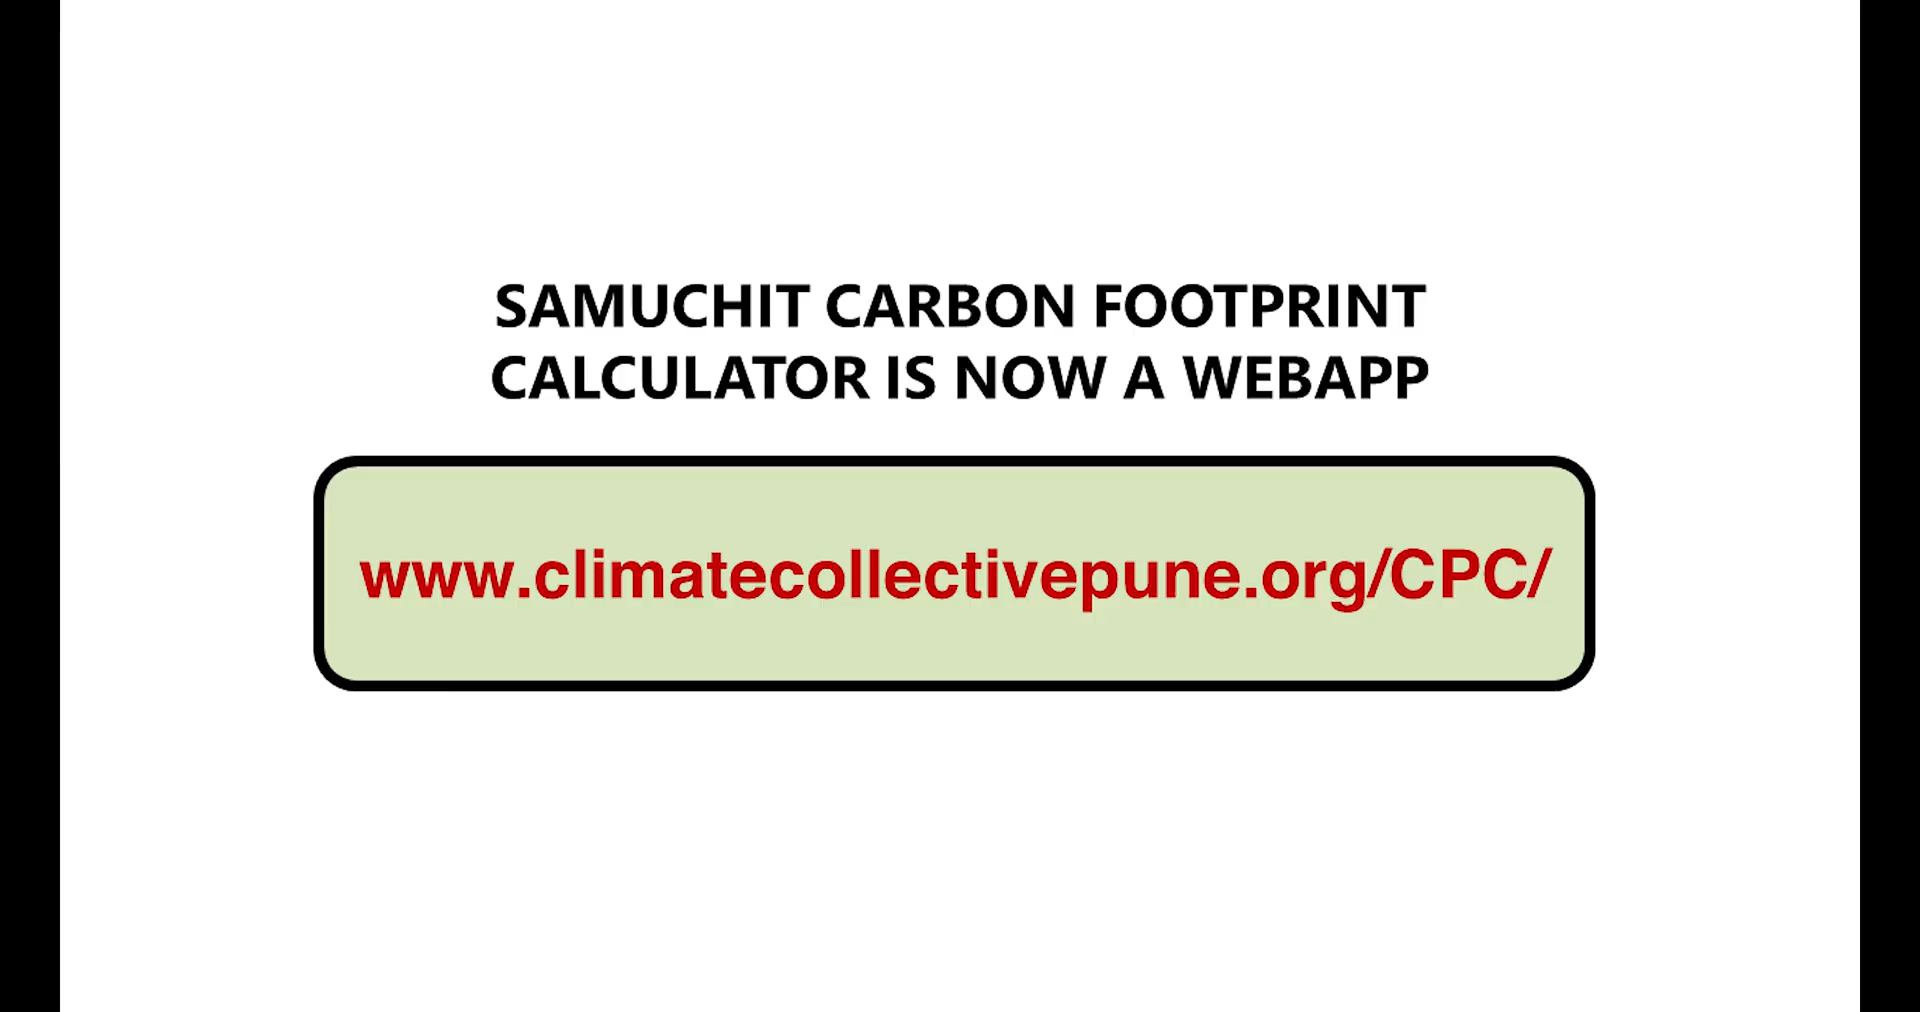 SAMUCHIT CARBON FOOTPRINT
CALCULATOR IS NOW A WEBAPP
www.climatecollectivepune.org/CPC/